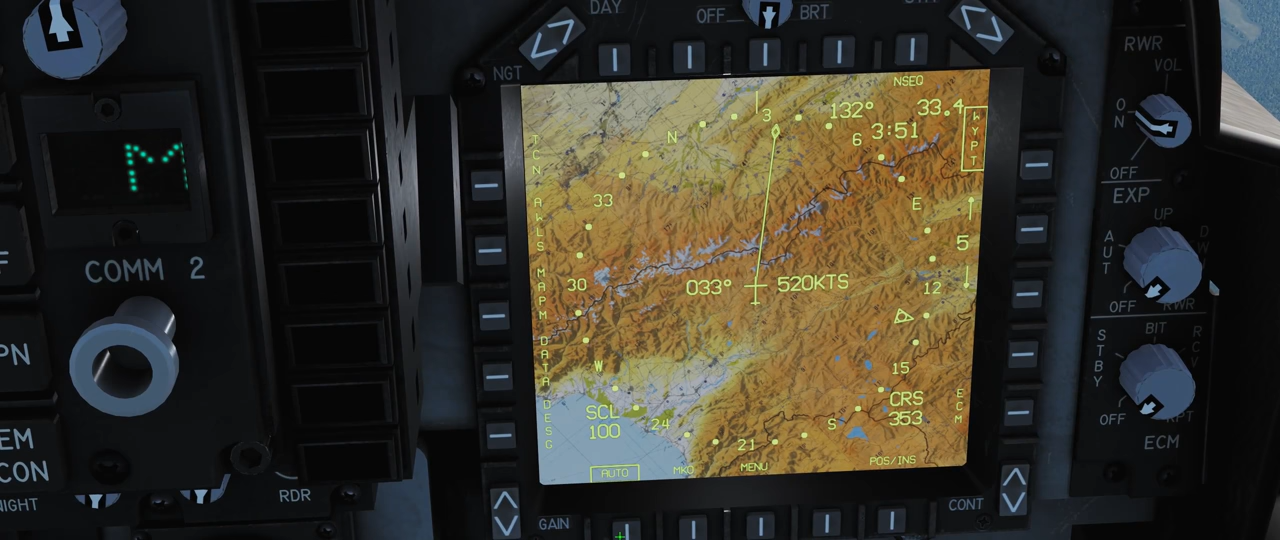 DAY
OFF
BRT
RWR
VOL
NGT
NSEQ
3
132°
33.4
WYPT
O N
N
6
3:51
TCN
AWLS
MAPM
DATA
DESG
OFF
EXP
33
E
5
UP
AUT
30
033°
520KTS
12
OFF
RWR
M
COMM 2
15
BIT
STBY
RCV
W
SCL
100
24
CRS
353
ECM
S
21
OFF
ECM
AUTO
MK0
MENU
POS/INS
F
PN
EM
CON
NIGHT
RDR
GAIN
CONT